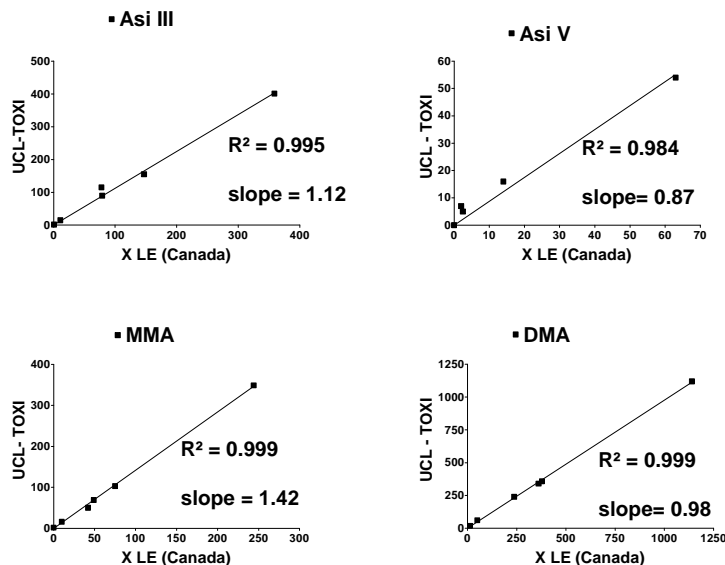 Asi III
UCL-TOXI
500
400
300
200
100
0
R² = 0.995
slope = 1.12
0 100 200 300 400
X LE (Canada)
Asi V
UCL - TOXI
60
50
40
30
20
10
0
R² = 0.984
slope= 0.87
0 10 20 30 40 50 60 70
X LE (Canada)
MMA
UCL- TOXI
400
300
200
100
0
R² = 0.999
slope = 1.42
0 50 100 150 200 250 300
X LE (Canada)
DMA
UCL - TOXI
1250
1000
750
500
250
0
R² = 0.999
slope= 0.98
0 250 500 750 1000 1250
X LE (Canada)